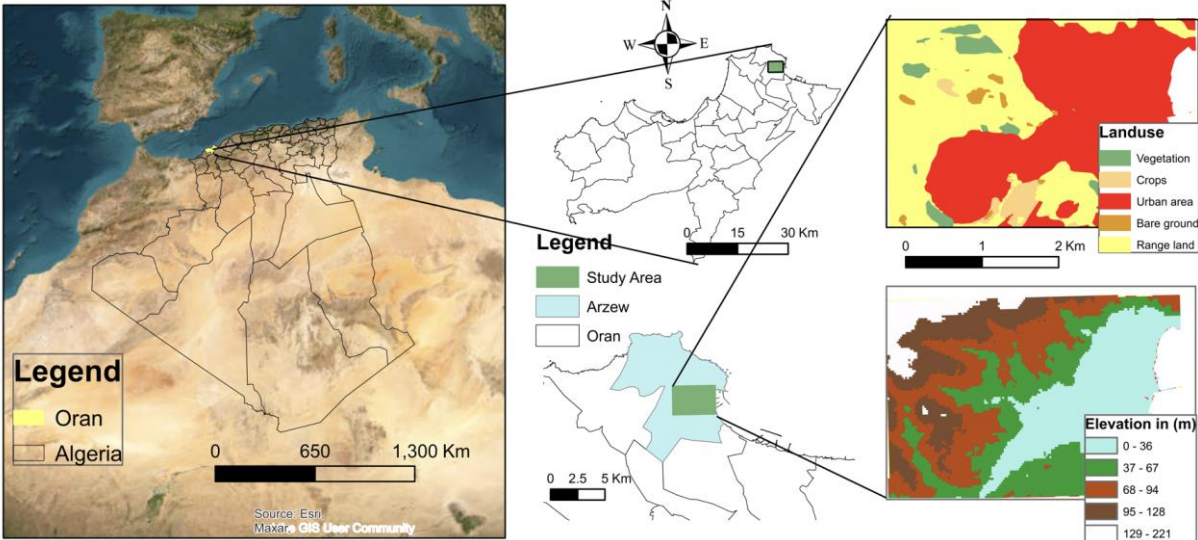 Legend
Oran
Algeria
0 650 1,300 Km
Source: Esri,
Maxar,
GIS User Community
N
W E
S
0 15 30 Km
Legend
Study Area
Arzew
Oran
0 2.5 5 Km
Landuse
Vegetation
Crops
Urban area
Bare ground
Range land
0 1 2 Km
Elevation in (m)
0 - 36
37 - 67
68 - 94
95 - 128
129 - 221